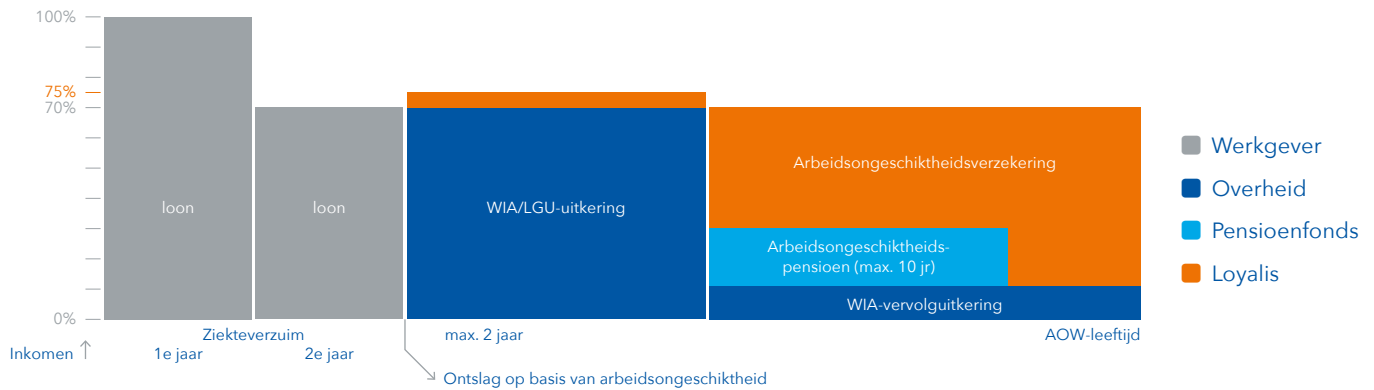 100%
75%
70%
0%
Inkomen
loon
loon
WIA/LGU-uitkering
Arbeidsongeschiktheidsverzekering
Arbeidsongeschiktheids-
pensioen (max. 10 jr)
WIA-vervolguitkering
Werkgever
Overheid
Pensioenfonds
Loyalis
Ziekteverzuim
1e jaar
2e jaar
max. 2 jaar
AOW-leeftijd
Ontslag op basis van arbeidsongeschiktheid